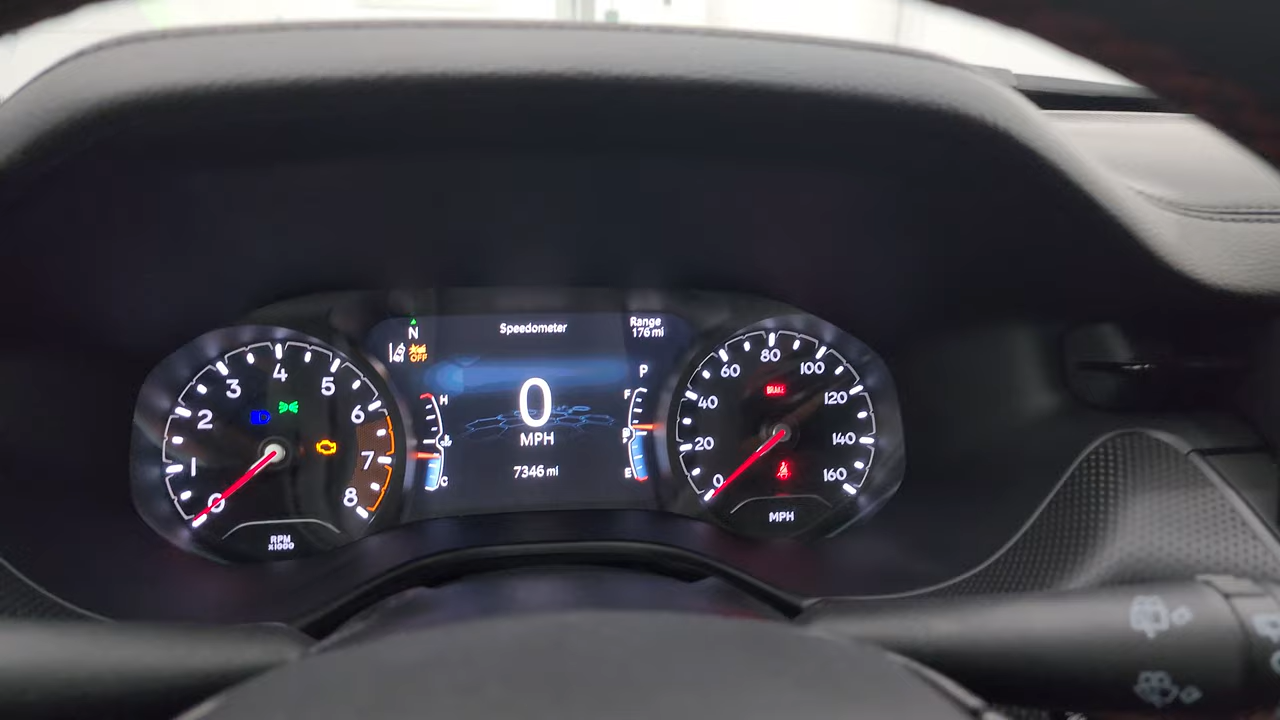 N
OFF
Speedometer
Range
176 mi
P
0
MPH
7346 mi
H
C
F
E
0
1
2
3
4
5
6
7
8
RPM
x1000
0
20
40
60
80
100
120
140
160
BRAKE
MPH